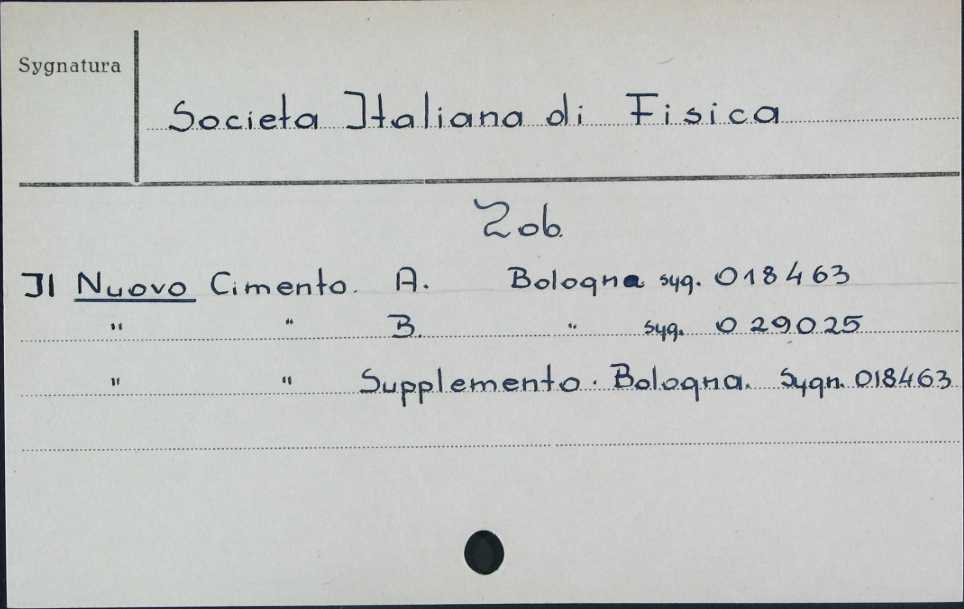 Sygnatura
Societa Italiana di Fisica
Zob.
Il Nuovo Cimento. A. Bologna syg. 018463
" " B. " syg. 029025
" " Supplemento. Bologna. Sygn. 018463